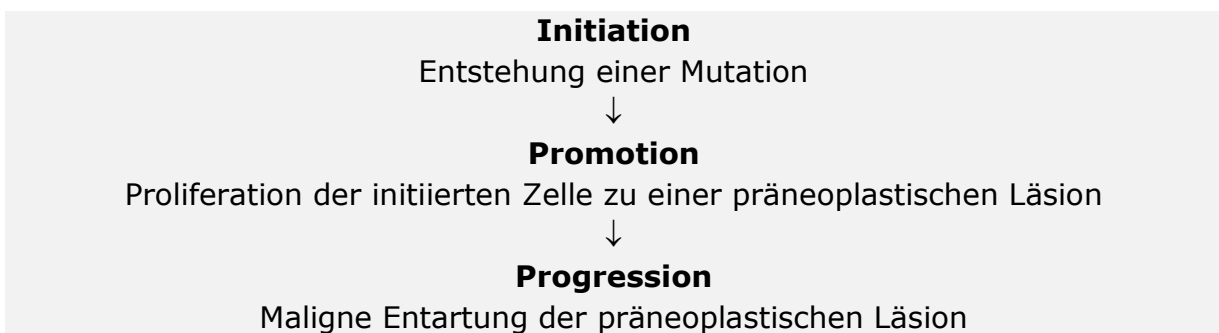 Initiation
Entstehung einer Mutation
↓
Promotion
Proliferation der initiierten Zelle zu einer präneoplastischen Läsion
↓
Progression
Maligne Entartung der präneoplastischen Läsion